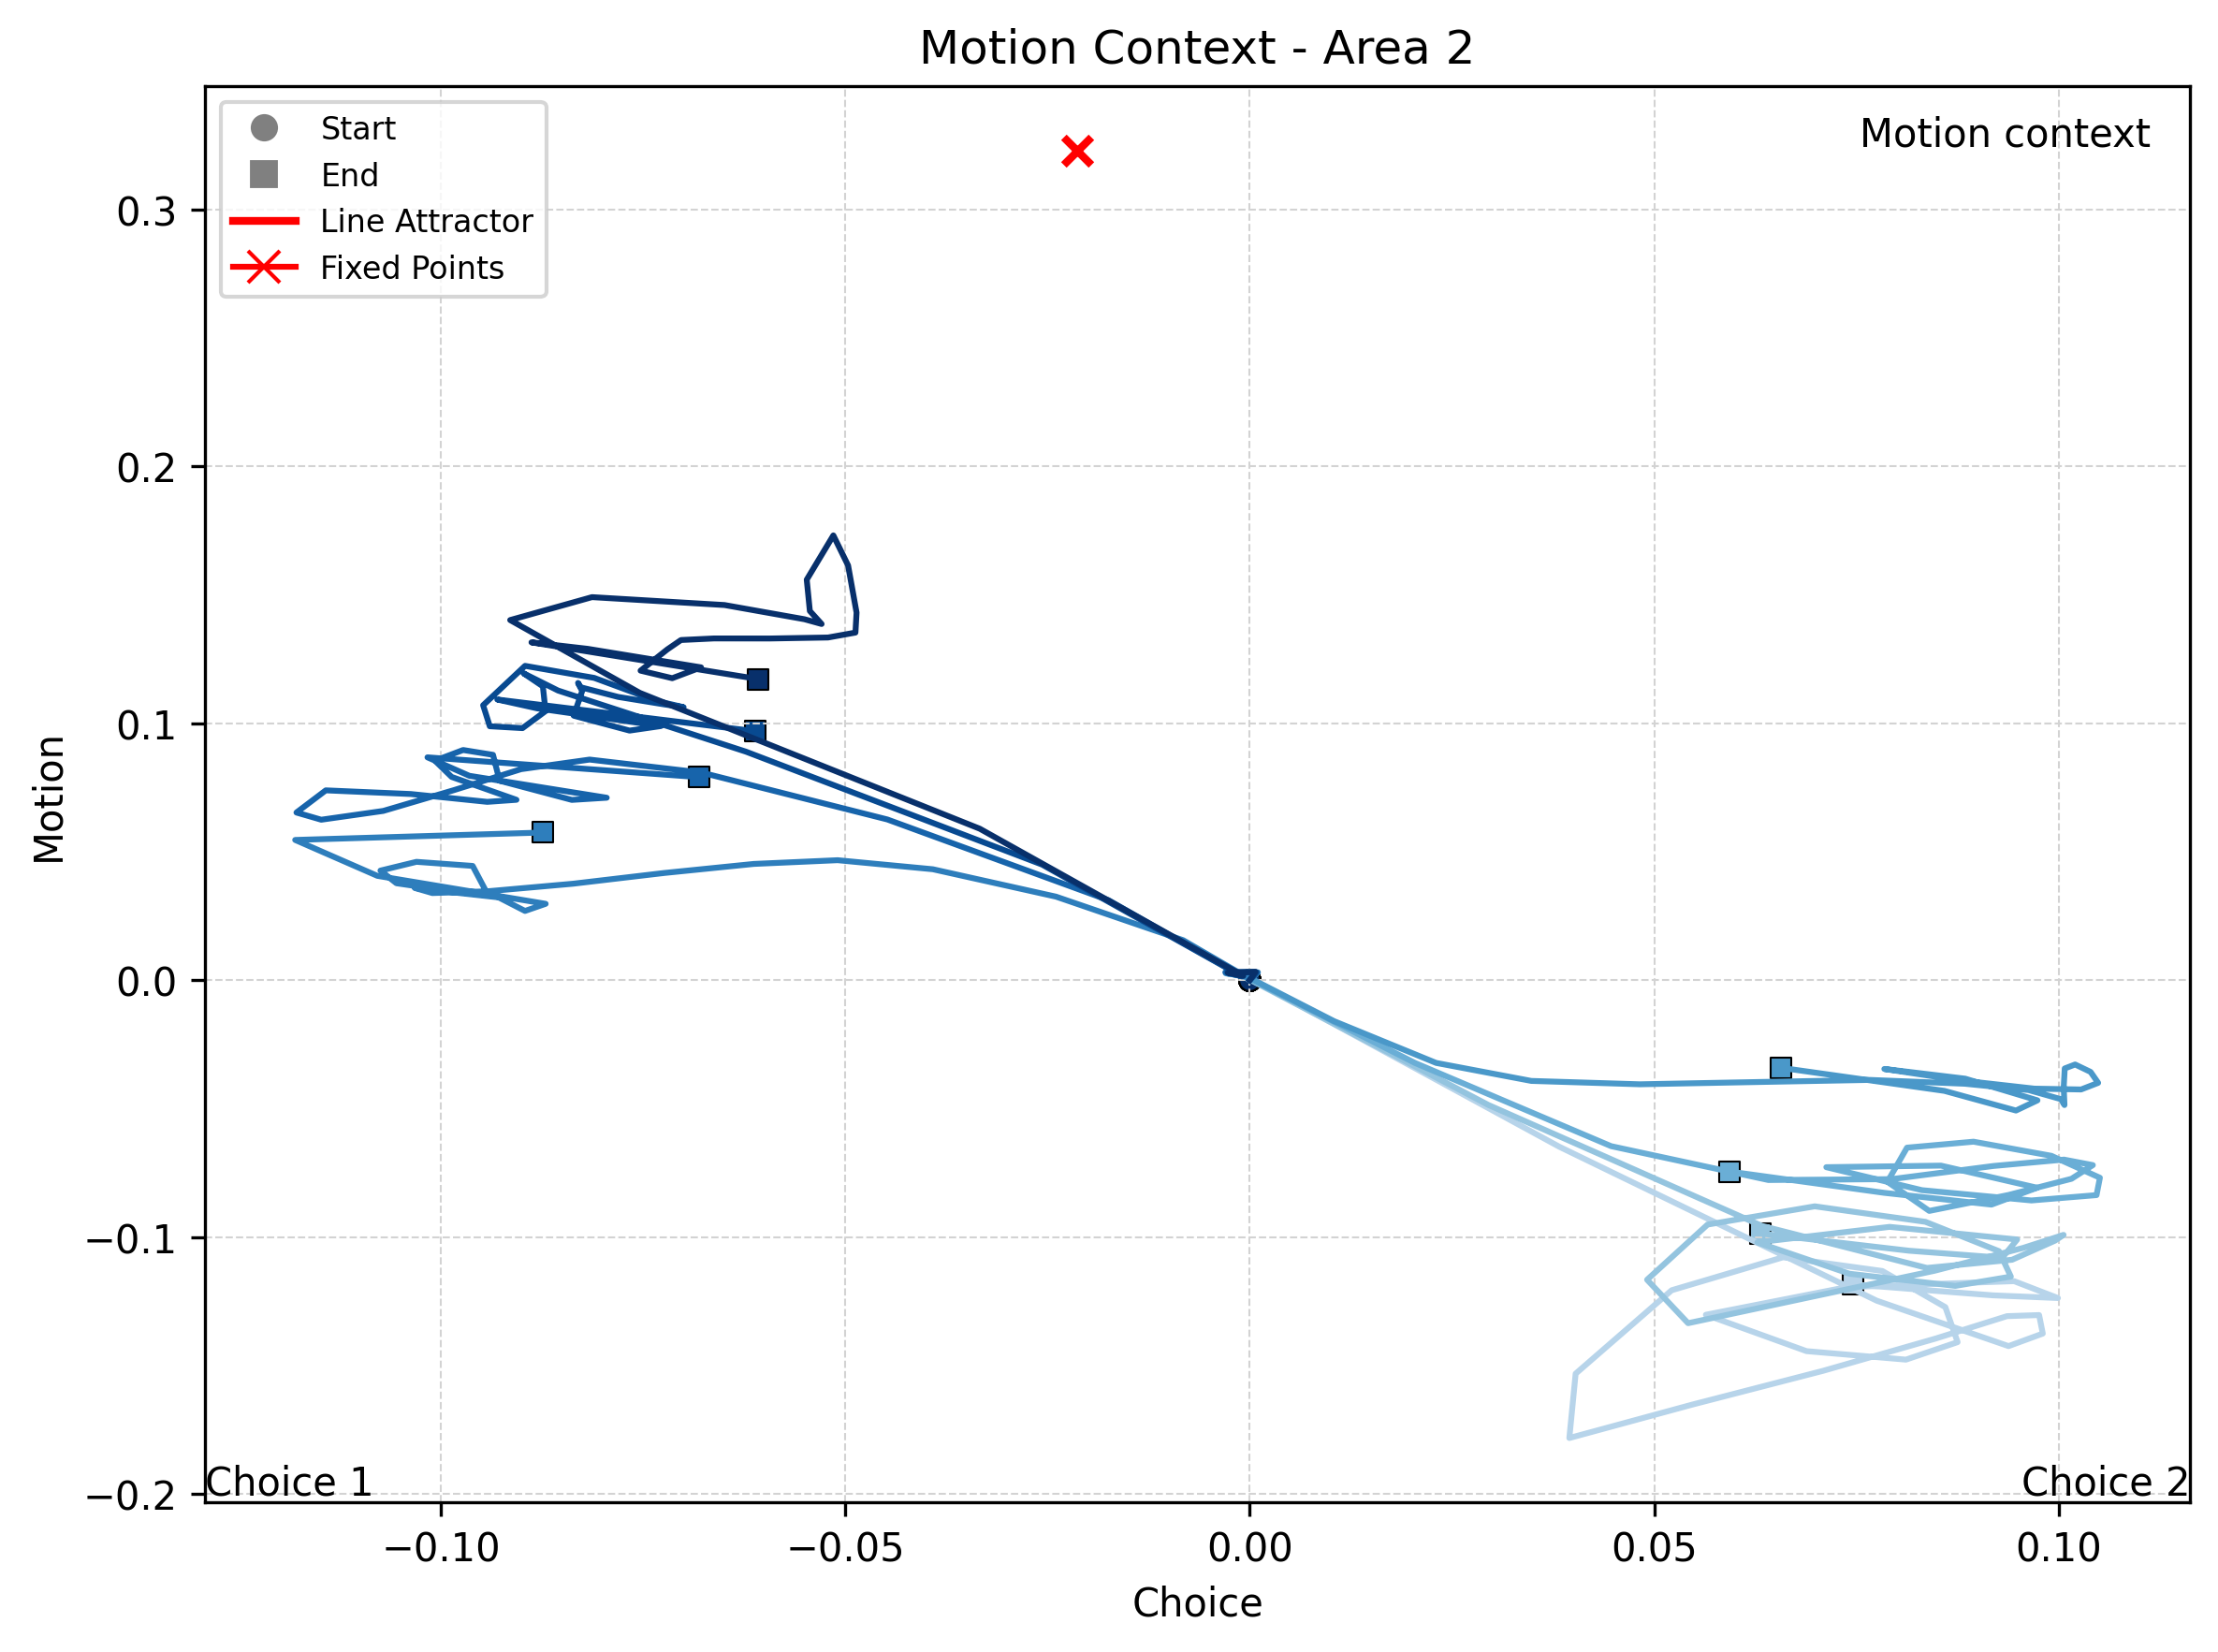 Motion Context - Area 2
Start
End
Line Attractor
Fixed Points
Motion context
0.3
0.2
0.1
0.0
−0.1
−0.2
Motion
Choice 1
Choice 2
−0.10
−0.05
0.00
0.05
0.10
Choice